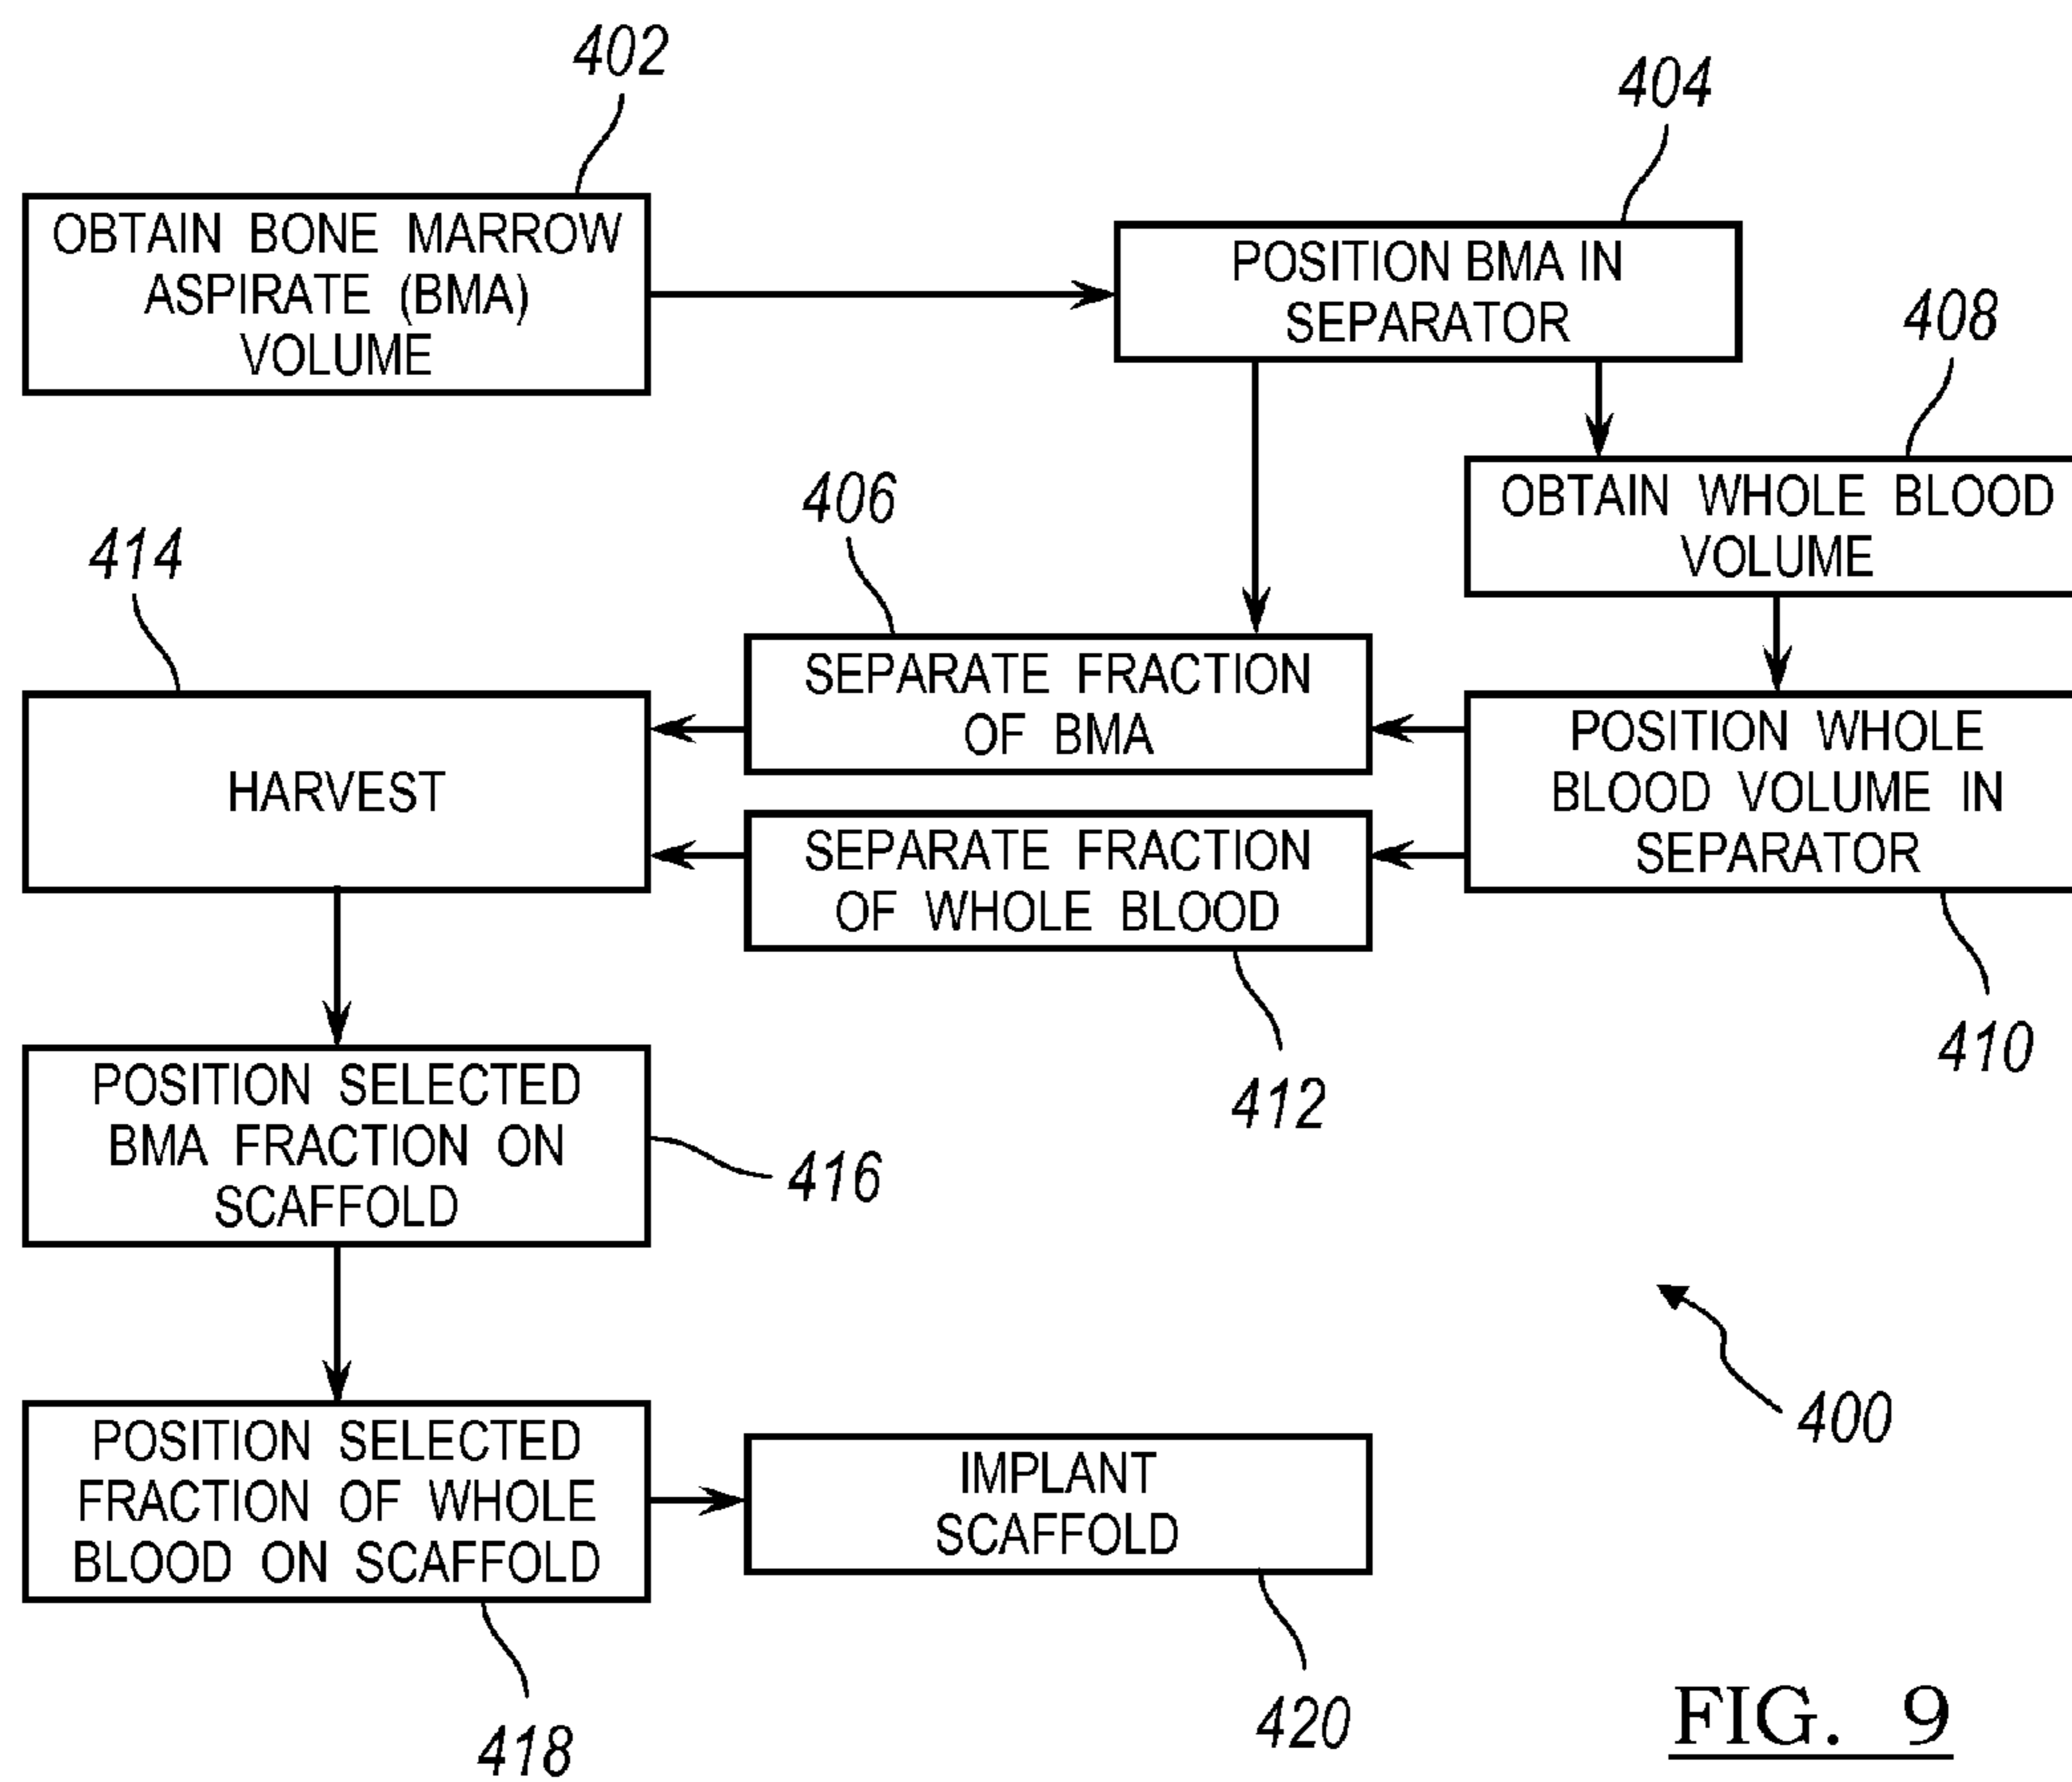 402
OBTAIN BONE MARROW
ASPIRATE (BMA)
VOLUME
404
POSITION BMA IN
SEPARATOR
408
OBTAIN WHOLE BLOOD
VOLUME
406
SEPARATE FRACTION
OF BMA
414
HARVEST
POSITION WHOLE
BLOOD VOLUME IN
SEPARATOR
410
SEPARATE FRACTION
OF WHOLE BLOOD
412
POSITION SELECTED
BMA FRACTION ON
SCAFFOLD
416
POSITION SELECTED
FRACTION OF WHOLE
BLOOD ON SCAFFOLD
418
IMPLANT
SCAFFOLD
420
400
FIG. 9